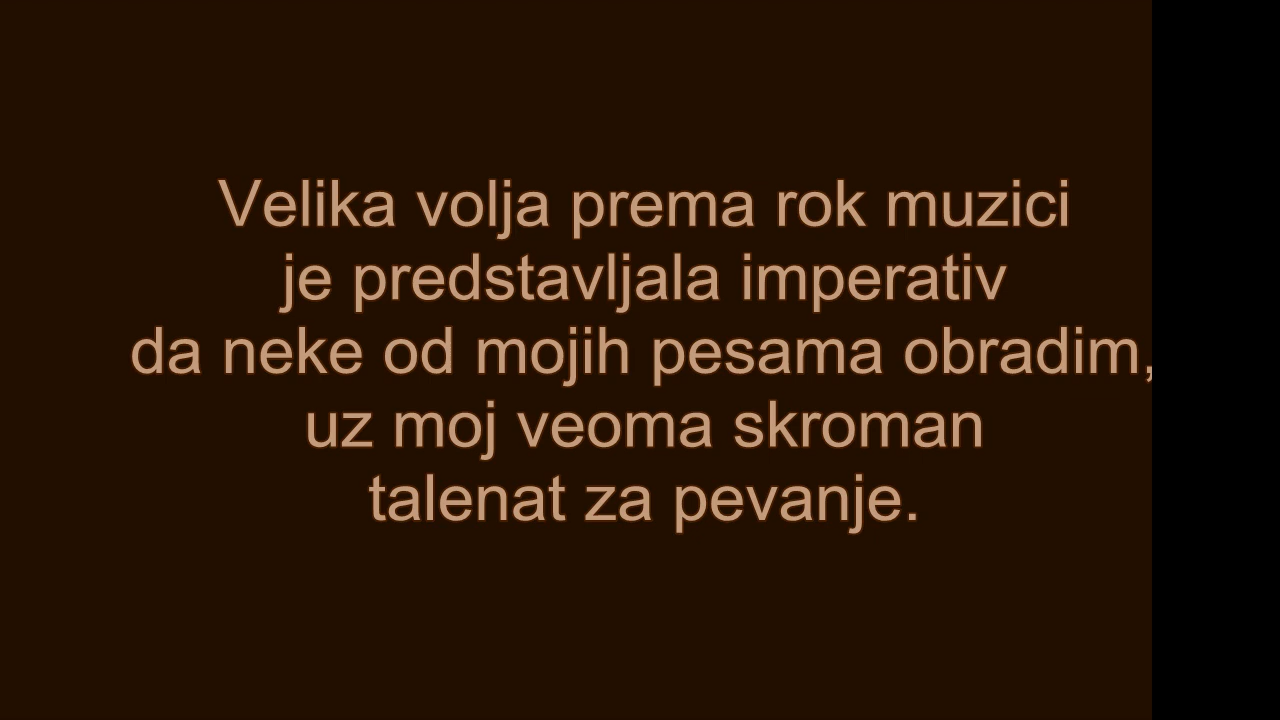 Velika volja prema rok muzici
je predstavljala imperativ
da neke od mojih pesama obradim,
uz moj veoma skroman
talenat za pevanje.